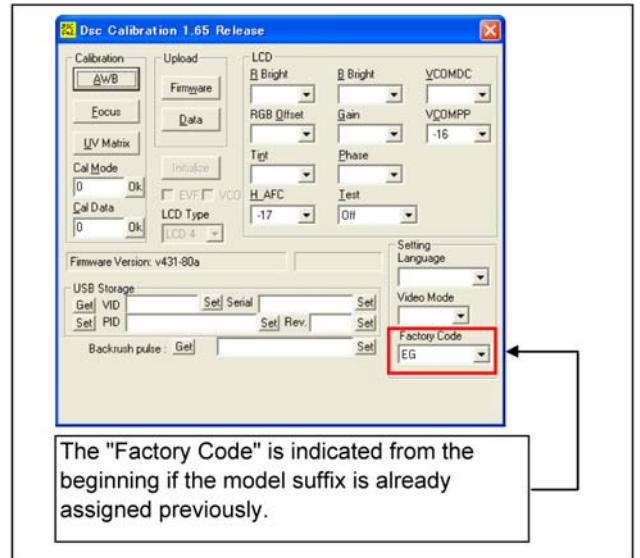 Dsc Calibration 1.65 Release
Calibration
AWB
Focus
UV Matrix
Cal Mode
0 Ok
Cal Data
0 Ok
Upload
Firmware
Data
Initialize
EVF VCO
LCD Type
LCD 4
LCD
R Bright B Bright VCOMDC
RGB Offset Gain VCOMPP
-16
Tint Phase
H_AFC Test
-17 Off
Firmware Version: v431-80a
Setting
Language
Video Mode
Factory Code
EG
USB Storage
Get VID Set Serial Set
Set PID Set Rev. Set
Backrush pulse : Get Set
The "Factory Code" is indicated from the
beginning if the model suffix is already
assigned previously.